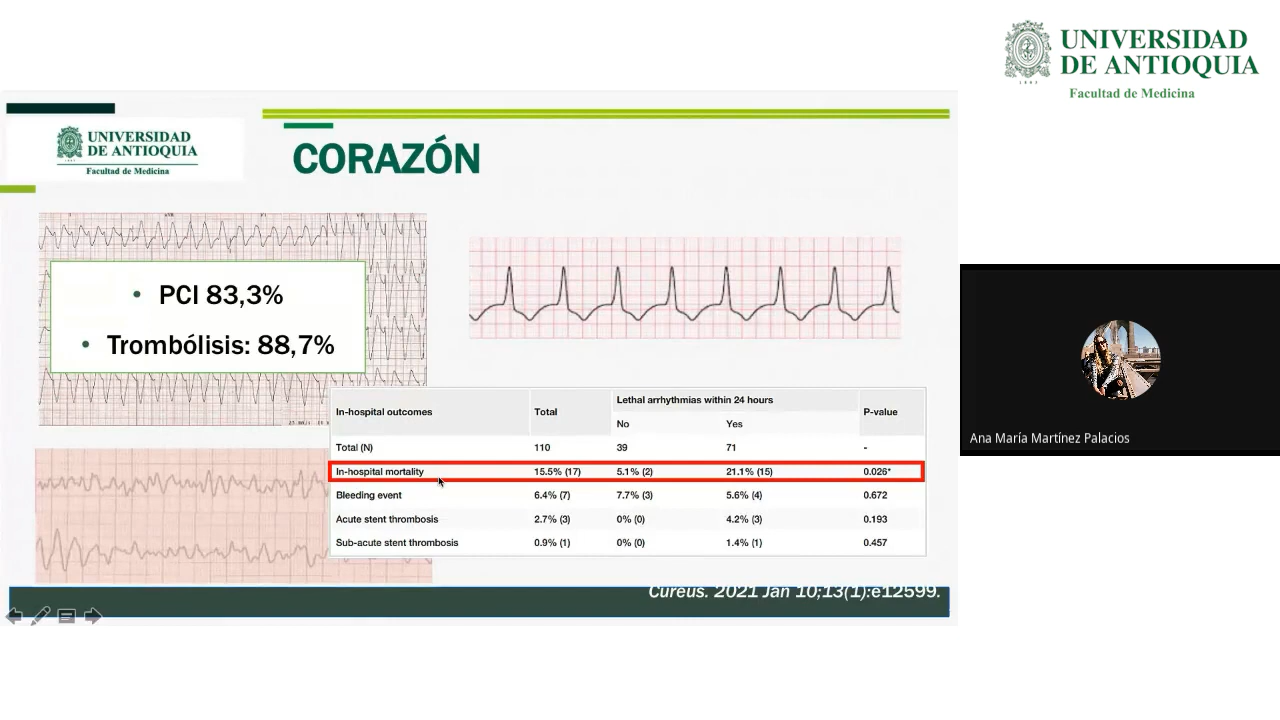 UNIVERSIDAD
DE ANTIOQUIA
1803
Facultad de Medicina
UNIVERSIDAD
DE ANTIOQUIA
Facultad de Medicina
CORAZÓN
• PCI 83,3%
• Trombólisis: 88,7%
In-hospital outcomes Total Lethal arrhythmias within 24 hours P-value
No Yes
Total (N) 110 39 71 -
In-hospital mortality 15.5% (17) 5.1% (2) 21.1% (15) 0.026*
Bleeding event 6.4% (7) 7.7% (3) 5.6% (4) 0.672
Acute stent thrombosis 2.7% (3) 0% (0) 4.2% (3) 0.193
Sub-acute stent thrombosis 0.9% (1) 0% (0) 1.4% (1) 0.457
Cureus. 2021 Jan 10;13(1):e12599.
Ana María Martínez Palacios